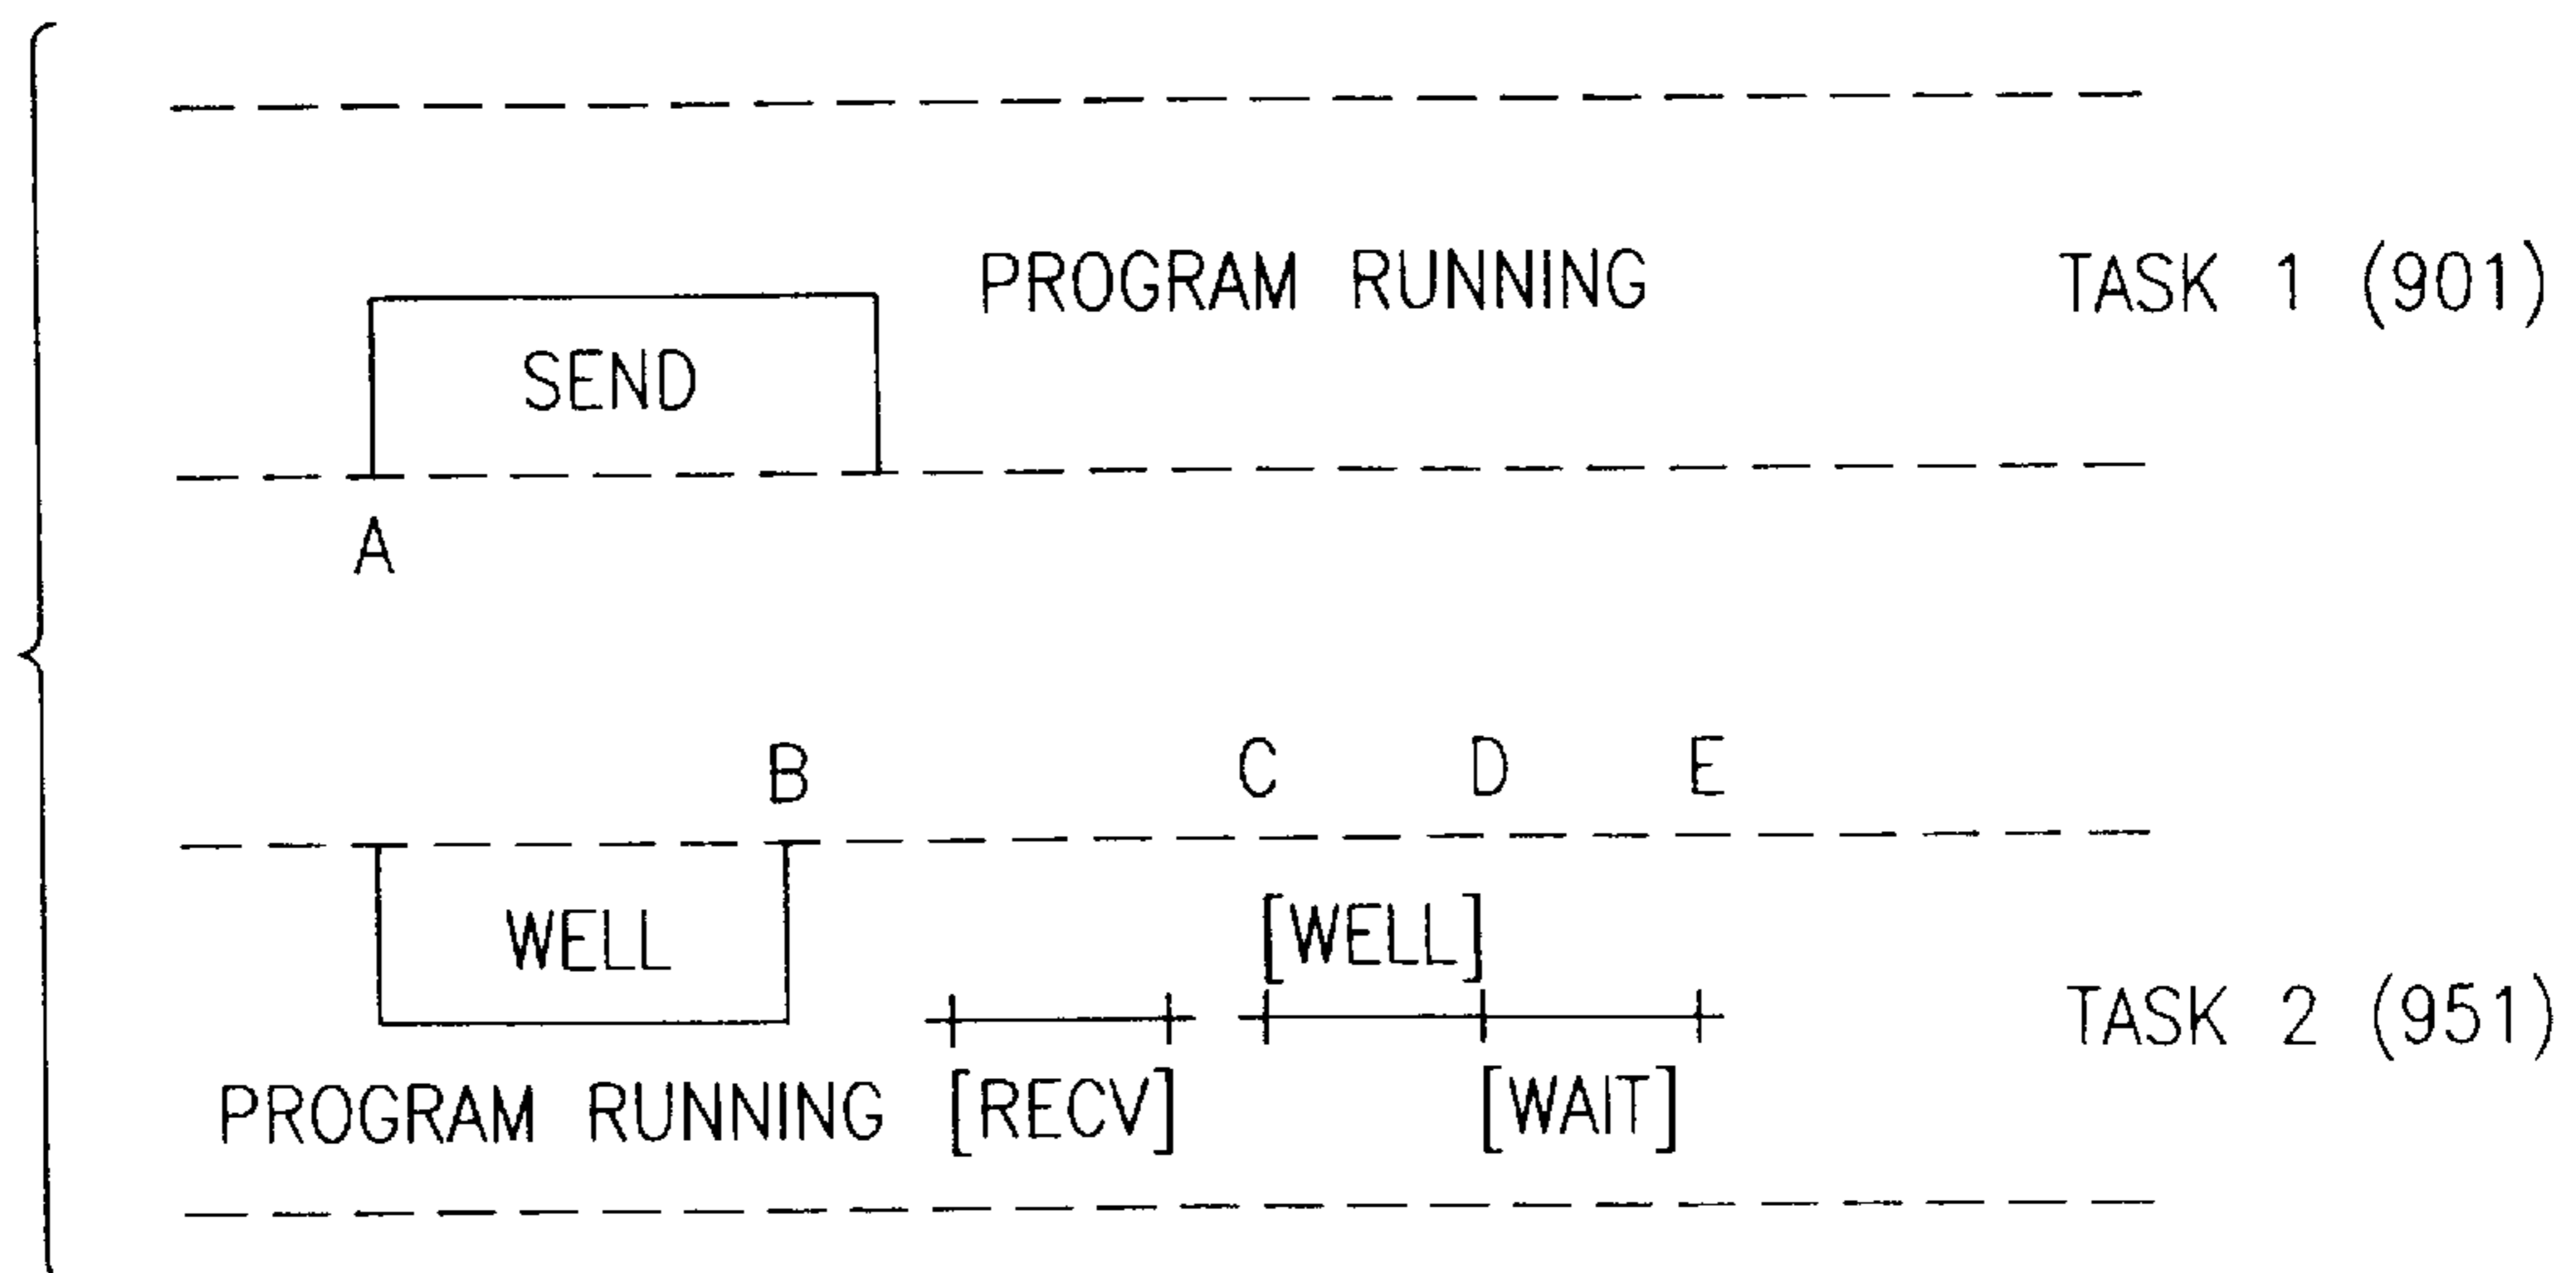 PROGRAM RUNNING TASK 1 (901)
SEND
A
B C D E
WELL [WELL]
TASK 2 (951)
PROGRAM RUNNING [RECV] [WAIT]